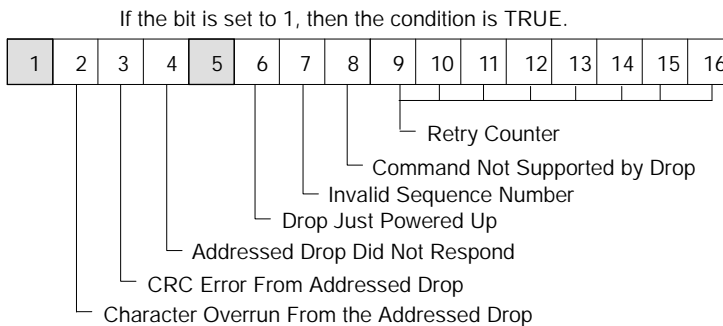 If the bit is set to 1, then the condition is TRUE.
1 2 3 4 5 6 7 8 9 10 11 12 13 14 15 16
Retry Counter
Command Not Supported by Drop
Invalid Sequence Number
Drop Just Powered Up
Addressed Drop Did Not Respond
CRC Error From Addressed Drop
Character Overrun From the Addressed Drop